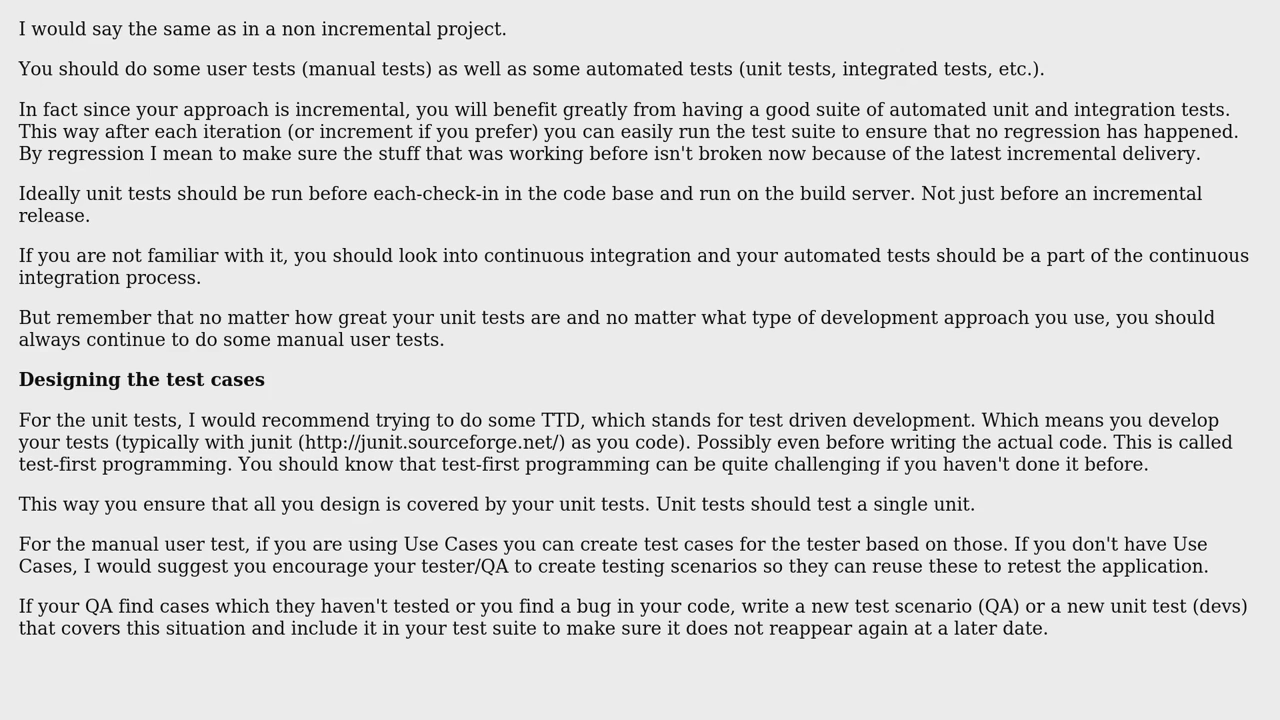 I would say the same as in a non incremental project.
You should do some user tests (manual tests) as well as some automated tests (unit tests, integrated tests, etc.).
In fact since your approach is incremental, you will benefit greatly from having a good suite of automated unit and integration tests.
This way after each iteration (or increment if you prefer) you can easily run the test suite to ensure that no regression has happened.
By regression I mean to make sure the stuff that was working before isn't broken now because of the latest incremental delivery.
Ideally unit tests should be run before each-check-in in the code base and run on the build server. Not just before an incremental
release.
If you are not familiar with it, you should look into continuous integration and your automated tests should be a part of the continuous
integration process.
But remember that no matter how great your unit tests are and no matter what type of development approach you use, you should
always continue to do some manual user tests.
Designing the test cases
For the unit tests, I would recommend trying to do some TTD, which stands for test driven development. Which means you develop
your tests (typically with junit (http://junit.sourceforge.net/) as you code). Possibly even before writing the actual code. This is called
test-first programming. You should know that test-first programming can be quite challenging if you haven't done it before.
This way you ensure that all you design is covered by your unit tests. Unit tests should test a single unit.
For the manual user test, if you are using Use Cases you can create test cases for the tester based on those. If you don't have Use
Cases, I would suggest you encourage your tester/QA to create testing scenarios so they can reuse these to retest the application.
If your QA find cases which they haven't tested or you find a bug in your code, write a new test scenario (QA) or a new unit test (devs)
that covers this situation and include it in your test suite to make sure it does not reappear again at a later date.